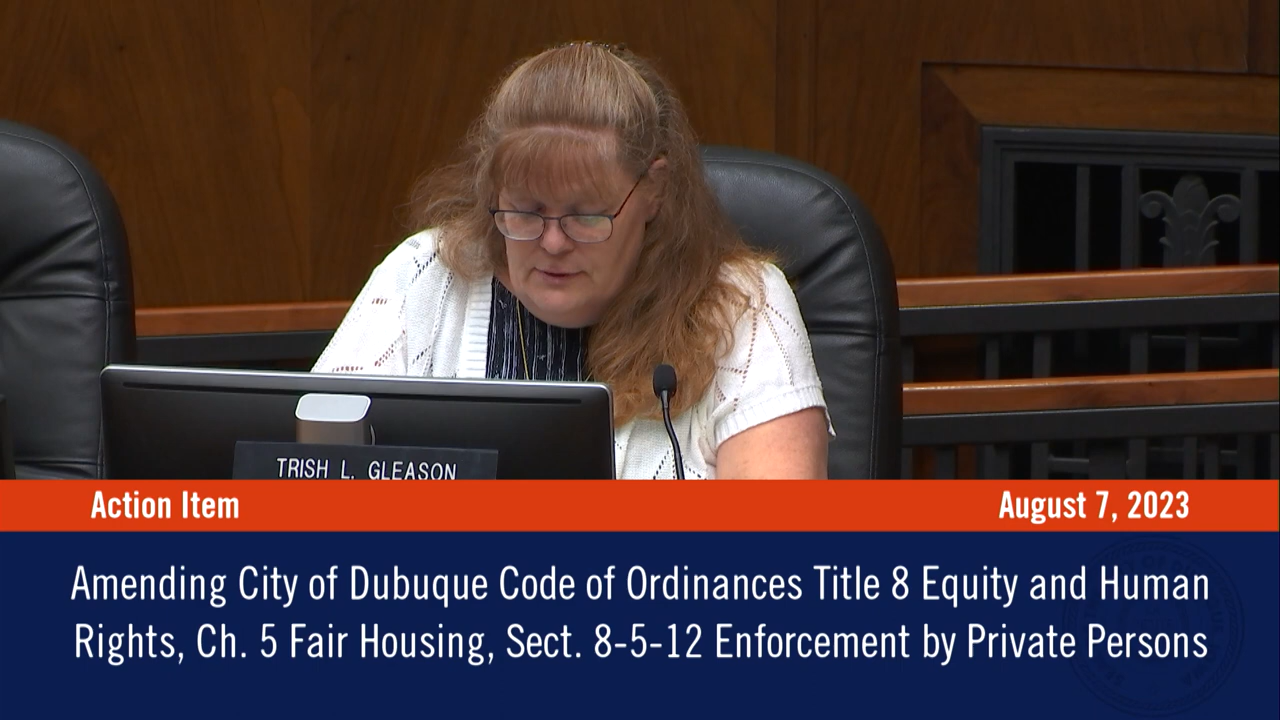 TRISH L. GLEASON
Action Item
August 7, 2023
Amending City of Dubuque Code of Ordinances Title 8 Equity and Human
Rights, Ch. 5 Fair Housing, Sect. 8-5-12 Enforcement by Private Persons